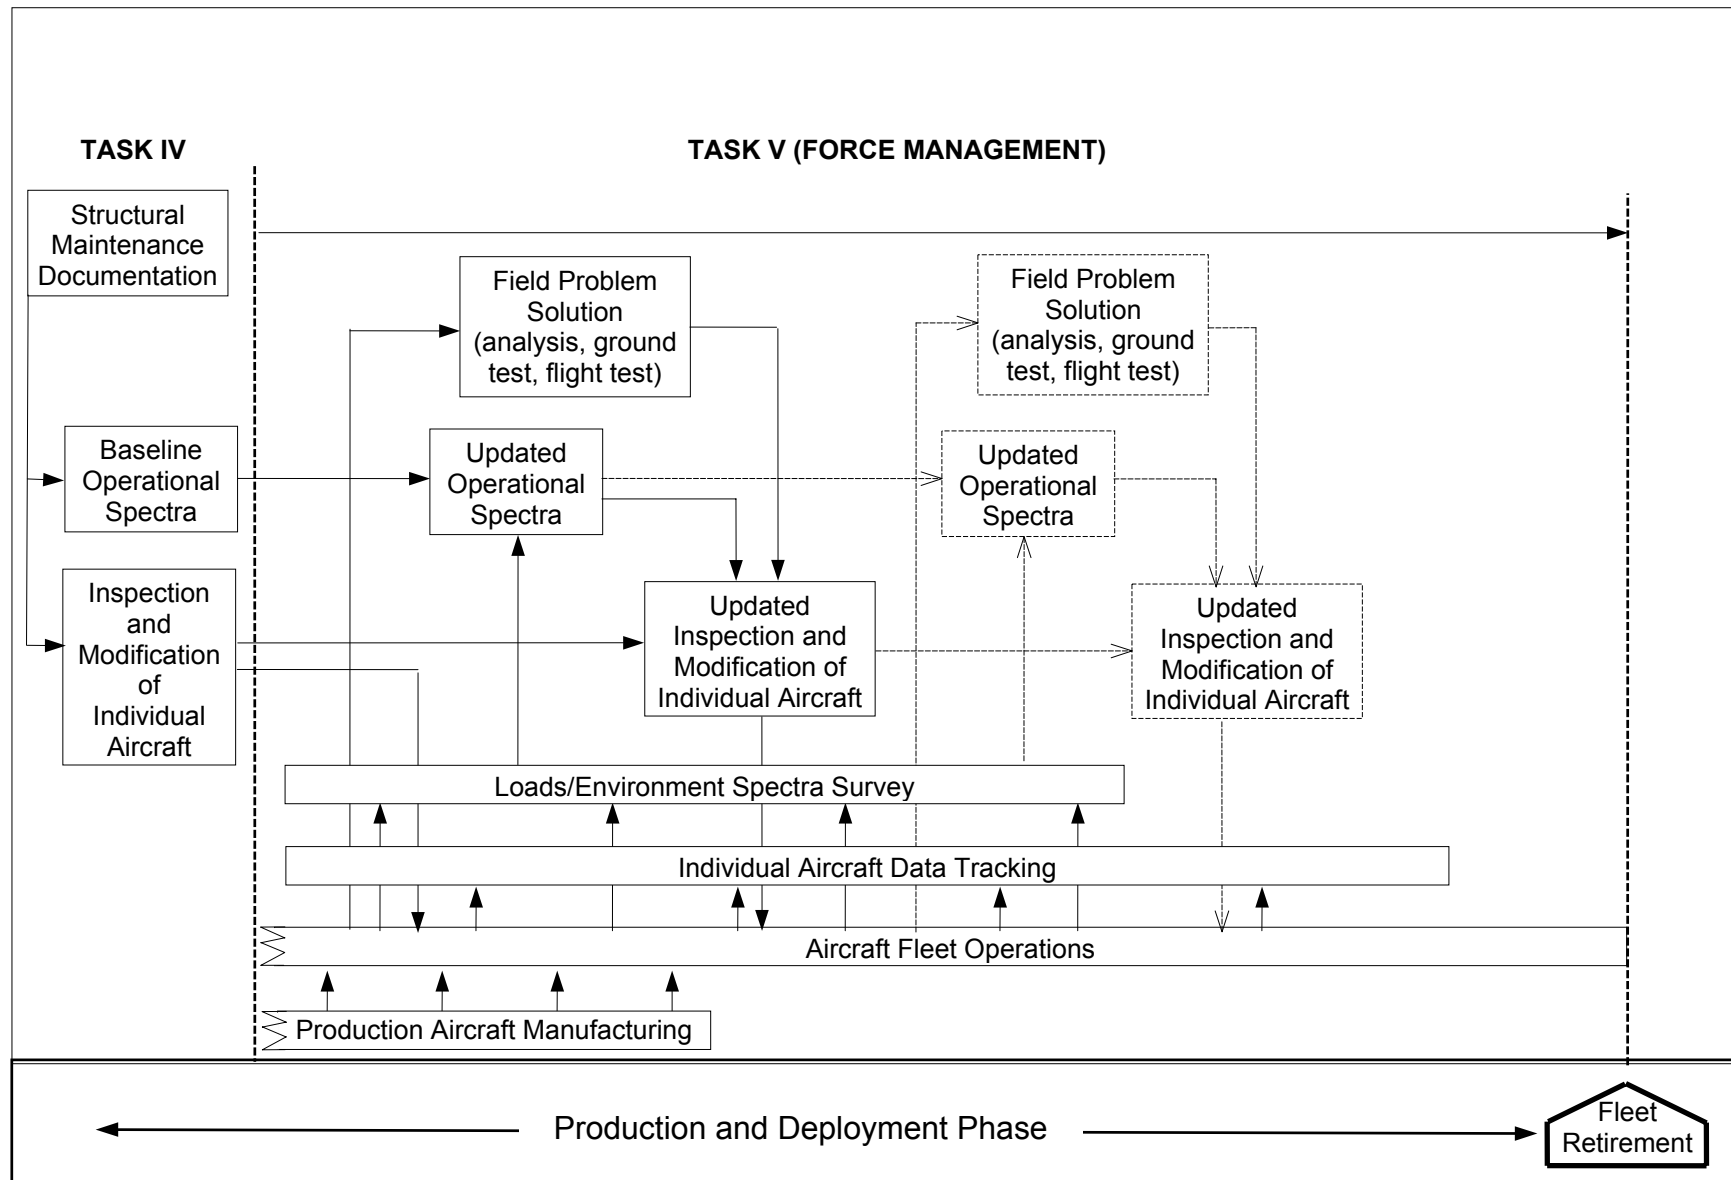 TASK IV
TASK V (FORCE MANAGEMENT)
Structural
Maintenance
Documentation
Field Problem
Solution
(analysis, ground
test, flight test)
Field Problem
Solution
(analysis, ground
test, flight test)
Baseline
Operational
Spectra
Updated
Operational
Spectra
Updated
Operational
Spectra
Inspection
and
Modification
of
Individual
Aircraft
Updated
Inspection and
Modification of
Individual Aircraft
Updated
Inspection and
Modification of
Individual Aircraft
Loads/Environment Spectra Survey
Individual Aircraft Data Tracking
Aircraft Fleet Operations
Production Aircraft Manufacturing
Production and Deployment Phase
Fleet
Retirement